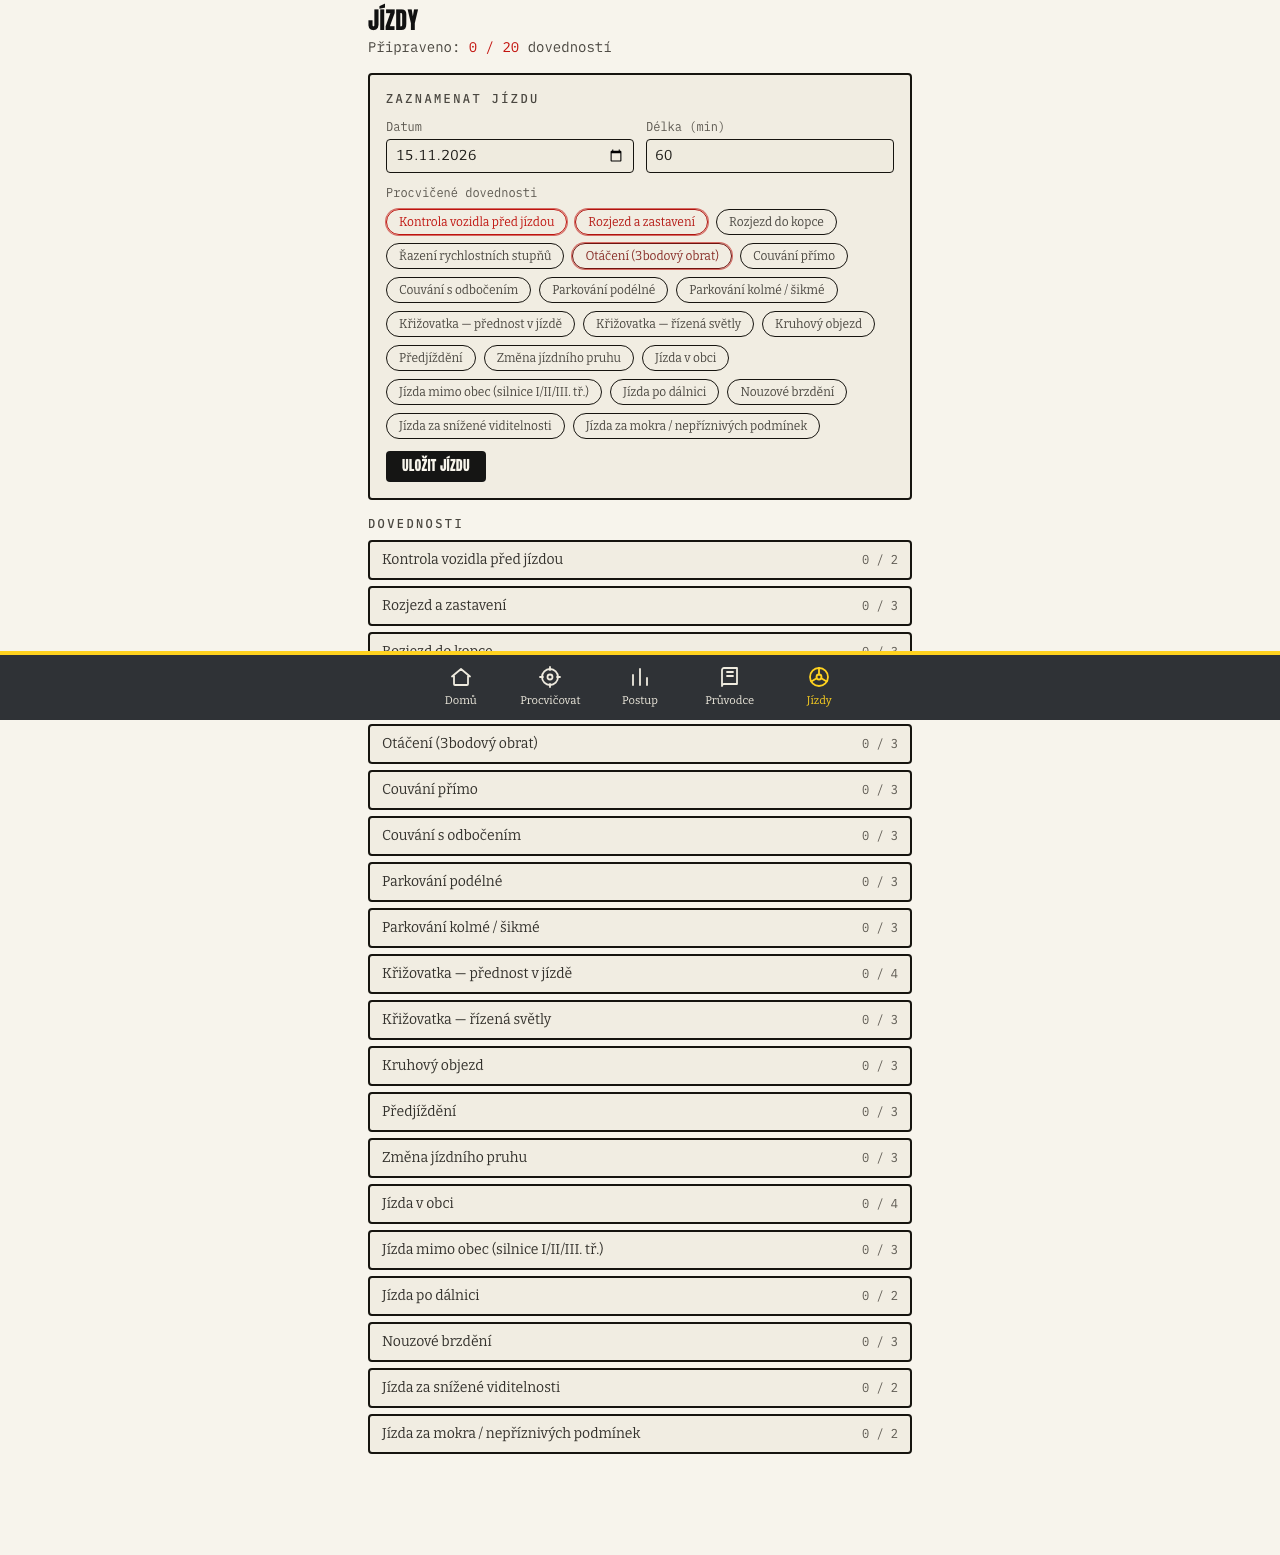 JÍZDY
Připraveno: 0 / 20 dovedností
ZAZNAMENAT JÍZDU
Datum Délka (min)
15.11.2026 60
Procvičené dovednosti
Kontrola vozidla před jízdou Rozjezd a zastavení Rozjezd do kopce
Řazení rychlostních stupňů Otáčení (3bodový obrat) Couvání přímo
Couvání s odbočením Parkování podélné Parkování kolmé / šikmé
Křižovatka — přednost v jízdě Křižovatka — řízená světly Kruhový objezd
Předjíždění Změna jízdního pruhu Jízda v obci
Jízda mimo obec (silnice I/II/III. tř.) Jízda po dálnici Nouzové brzdění
Jízda za snížené viditelnosti Jízda za mokra / nepříznivých podmínek
ULOŽIT JÍZDU
DOVEDNOSTI
Kontrola vozidla před jízdou 0 / 2
Rozjezd a zastavení 0 / 3
Rozjezd do kopce 0 / 3
Domů Procvičovat Postup Průvodce Jízdy
Otáčení (3bodový obrat) 0 / 3
Couvání přímo 0 / 3
Couvání s odbočením 0 / 3
Parkování podélné 0 / 3
Parkování kolmé / šikmé 0 / 3
Křižovatka — přednost v jízdě 0 / 4
Křižovatka — řízená světly 0 / 3
Kruhový objezd 0 / 3
Předjíždění 0 / 3
Změna jízdního pruhu 0 / 3
Jízda v obci 0 / 4
Jízda mimo obec (silnice I/II/III. tř.) 0 / 3
Jízda po dálnici 0 / 2
Nouzové brzdění 0 / 3
Jízda za snížené viditelnosti 0 / 2
Jízda za mokra / nepříznivých podmínek 0 / 2